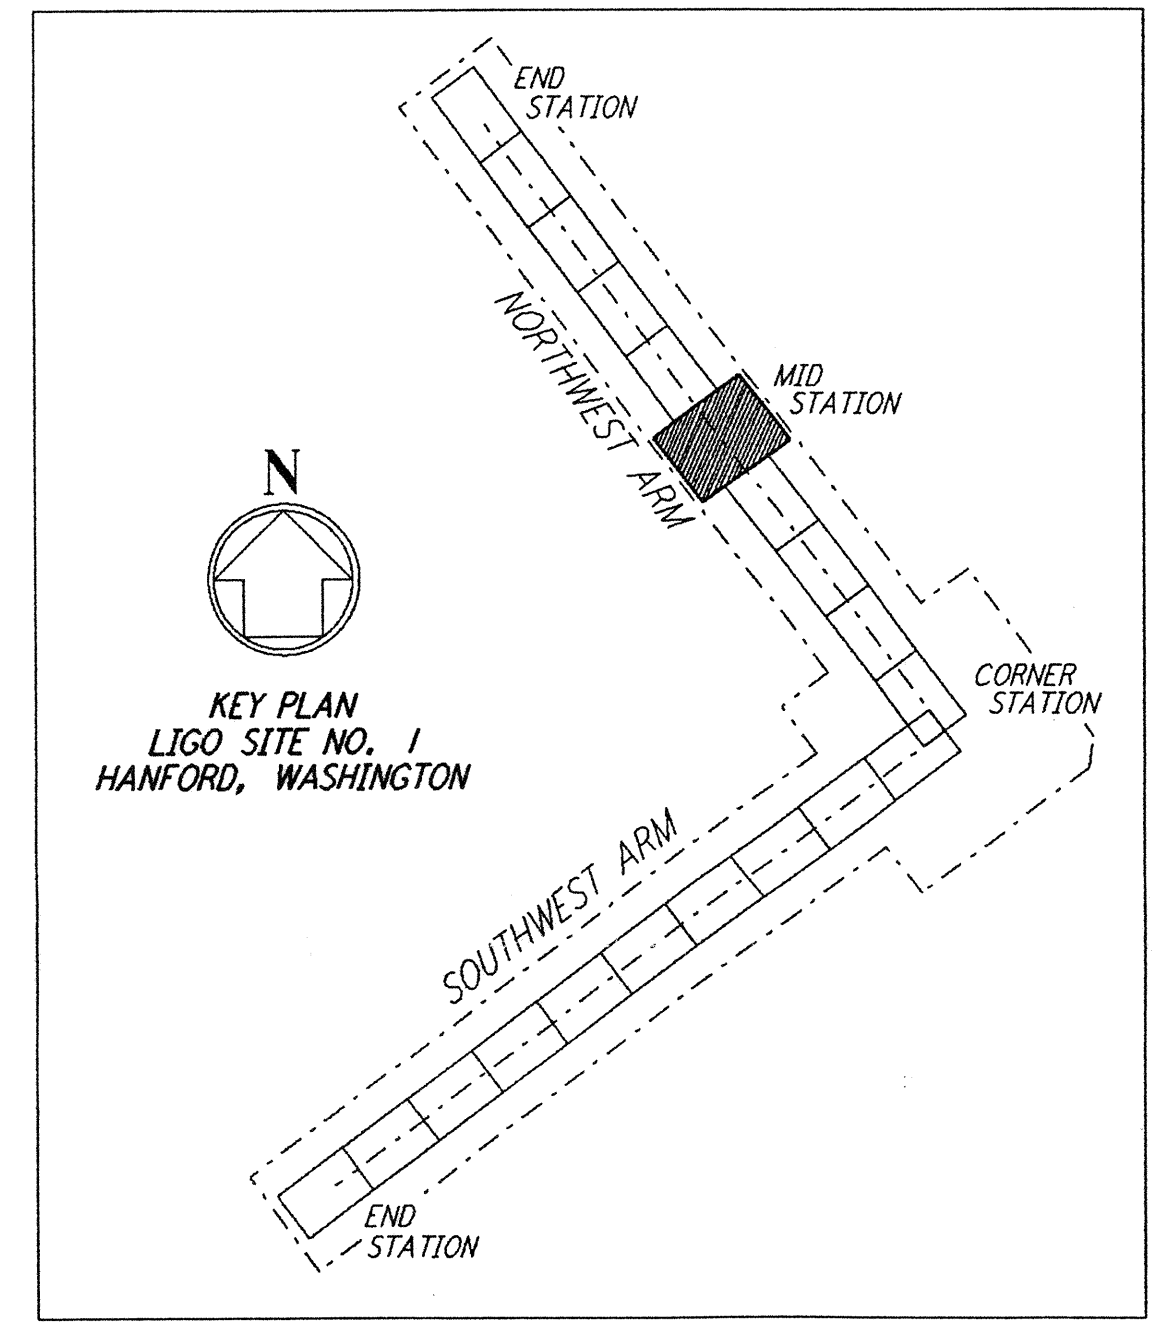 END
STATION
NORTHWEST ARM
MID
STATION
N
CORNER
STATION
KEY PLAN
LIGO SITE NO. 1
HANFORD, WASHINGTON
SOUTHWEST ARM
END
STATION